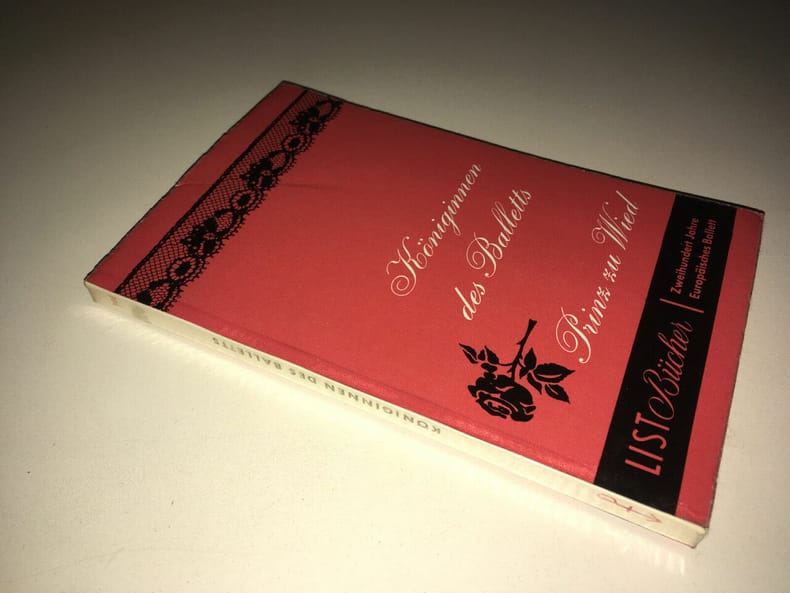 Königinnen
des Balletts
Prinz zu Wied
LIST Bücher
Zweihundert Jahre
Europäisches Ballett
KÖNIGINNEN DES BALLETTS